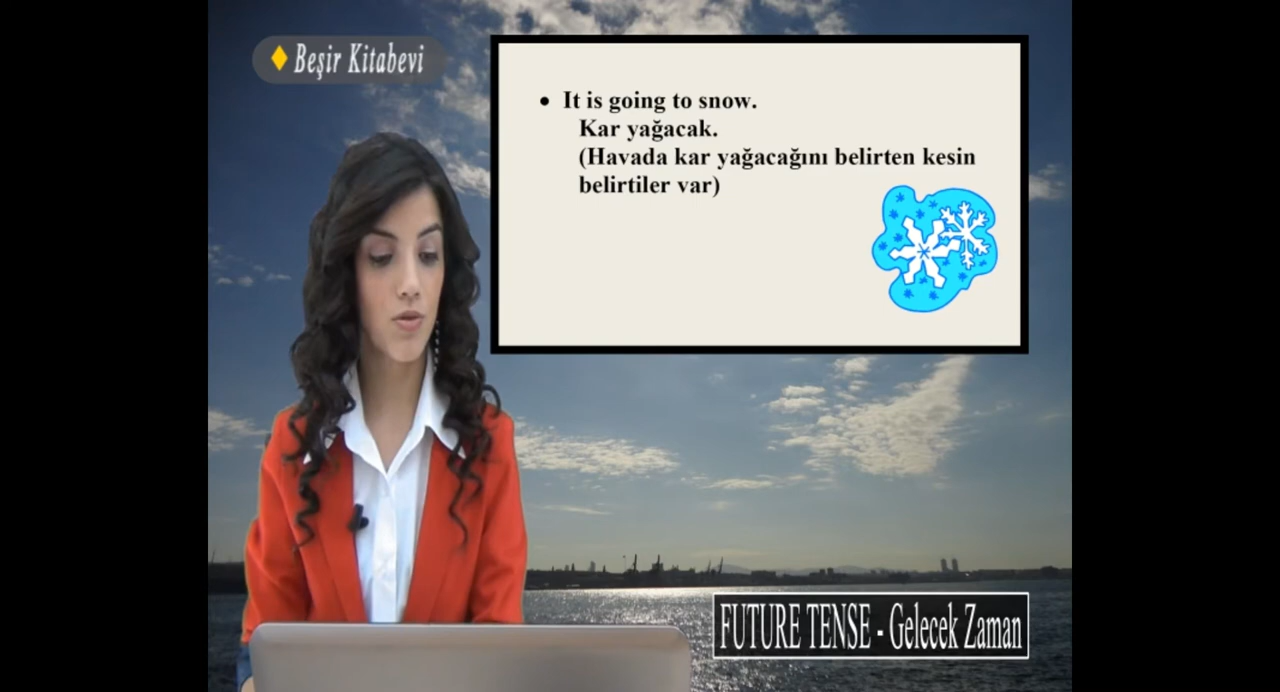 Beşir Kitabevi
• It is going to snow.
Kar yağacak.
(Havada kar yağacağını belirten kesin
belirtiler var)
FUTURE TENSE - Gelecek Zaman